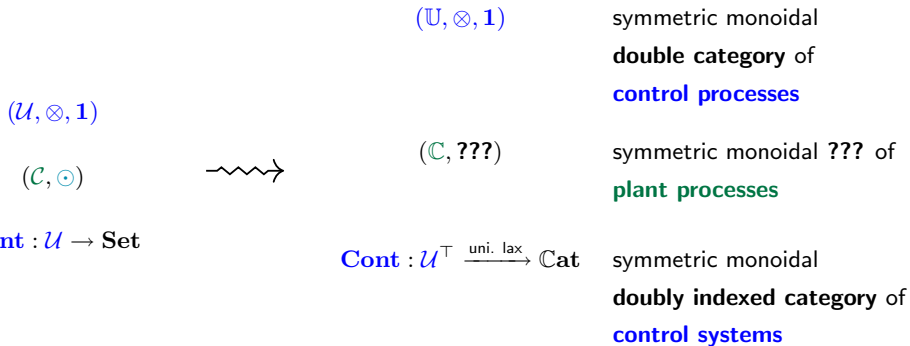 (𝕌, ⊗, 𝟏) symmetric monoidal
double category of
control processes
(𝒰, ⊗, 𝟏)
(ℂ, ???) symmetric monoidal ??? of
plant processes
(𝒞, ⊙)
nt : 𝒰 → Set
Cont : 𝒰^⊤ —uni. lax→ ℂat symmetric monoidal
doubly indexed category of
control systems